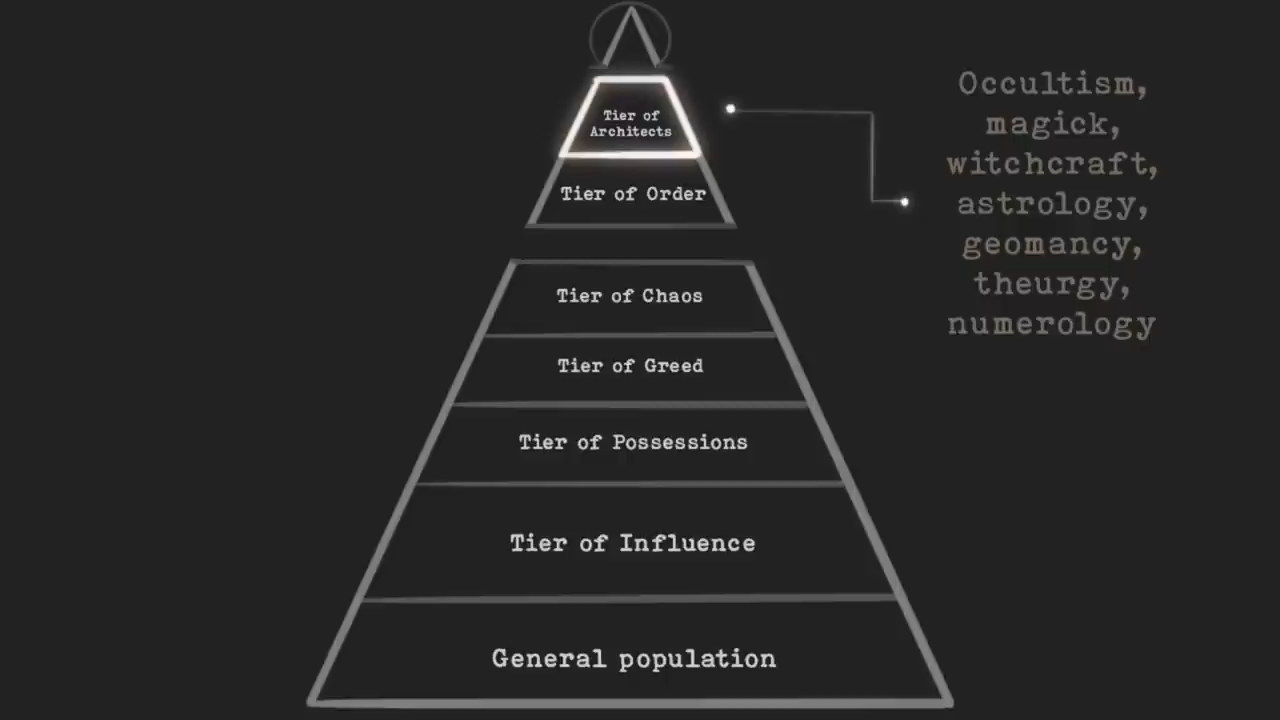 Tier of
Architects
Tier of Order
Tier of Chaos
Tier of Greed
Tier of Possessions
Tier of Influence
General population
Occultism,
magick,
witchcraft,
astrology,
geomancy,
theurgy,
numerology